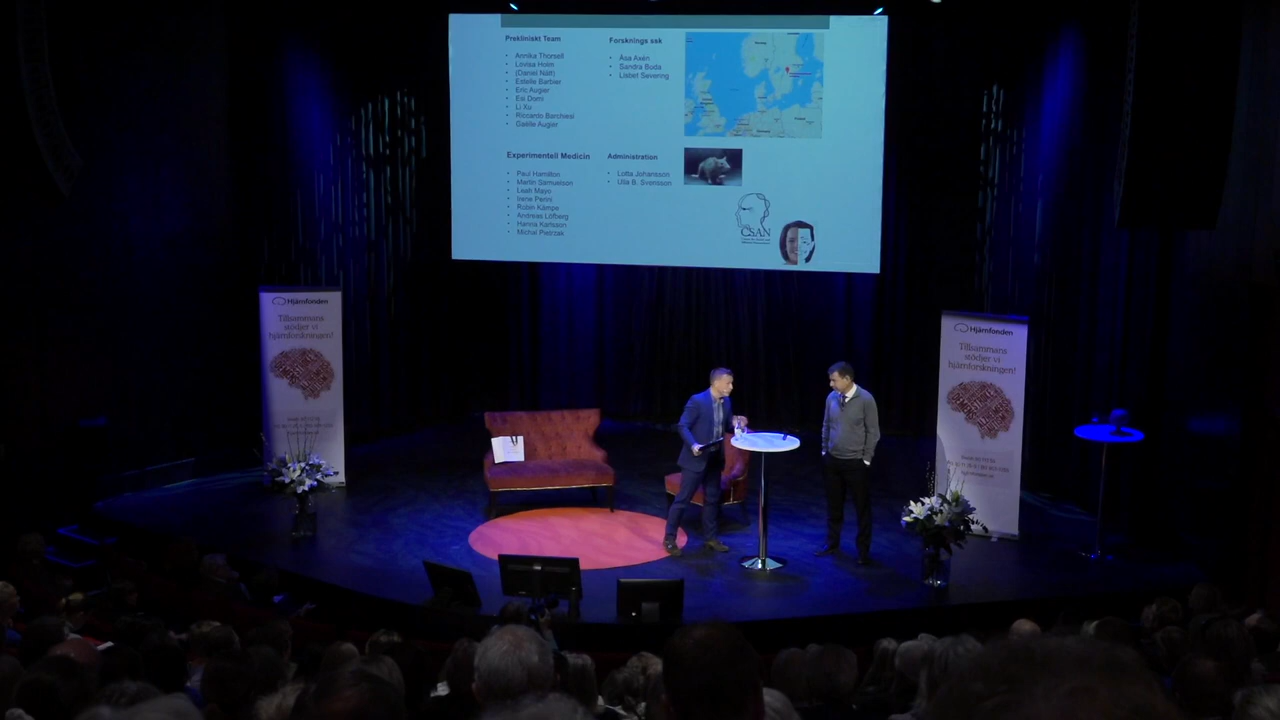 Prekliniskt Team
• Annika Thorsell
• Lovisa Holm
• (Daniel Nätt)
• Estelle Barbier
• Eric Augier
• Esi Domi
• Li Xu
• Riccardo Barchiesi
• Gaëlle Augier
Forsknings ssk
• Åsa Axén
• Sandra Boda
• Lisbet Severing
Experimentell Medicin
• Paul Hamilton
• Martin Samuelsson
• Leah Mayo
• Irene Perini
• Robin Kämpe
• Andreas Löfberg
• Hanna Karlsson
• Michal Pietrzak
Administration
• Lotta Johansson
• Ulla B. Svensson
CSAN
Hjärnfonden
Tillsammans
stödjer vi
hjärnforskningen!
Hjärnfonden
Tillsammans
stödjer vi
hjärnforskningen!